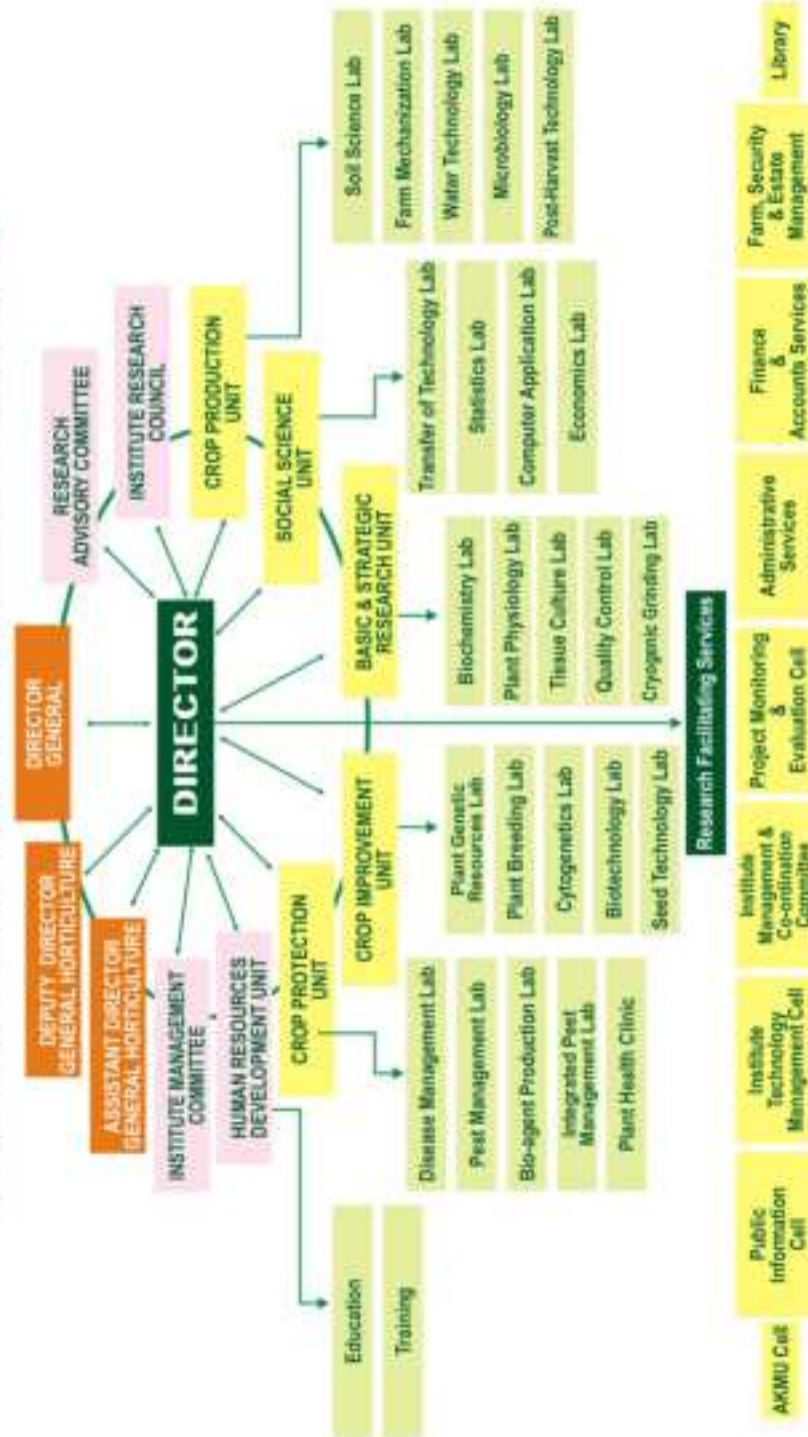 DIRECTOR
GENERAL
DEPUTY DIRECTOR
GENERAL HORTICULTURE
ASSISTANT DIRECTOR
GENERAL HORTICULTURE
INSTITUTE MANAGEMENT
COMMITTEE
HUMAN RESOURCES
DEVELOPMENT UNIT
CROP PROTECTION
UNIT
CROP IMPROVEMENT
UNIT
BASIC & STRATEGIC
RESEARCH UNIT
SOCIAL SCIENCE
UNIT
CROP PRODUCTION
UNIT
INSTITUTE RESEARCH
COUNCIL
RESEARCH
ADVISORY COMMITTEE
DIRECTOR
Education
Training
Disease Management Lab
Pest Management Lab
Bio-agent Production Lab
Integrated Pest
Management Lab
Plant Health Clinic
Plant Genetic
Resources Lab
Plant Breeding Lab
Cytogenetics Lab
Biotechnology Lab
Seed Technology Lab
Biochemistry Lab
Plant Physiology Lab
Tissue Culture Lab
Quality Control Lab
Cryogenic Grinding Lab
Transfer of Technology Lab
Statistics Lab
Computer Application Lab
Economics Lab
Soil Science Lab
Farm Mechanization Lab
Water Technology Lab
Microbiology Lab
Post-Harvest Technology Lab
Research Facilitating Services
AKMU Cell
Public
Information
Cell
Institute
Technology
Management Cell
Institute
Management &
Co-ordination
Committee
Project Monitoring
&
Evaluation Cell
Administrative
Services
Finance
&
Accounts Services
Farm, Security
& Estate
Management
Library